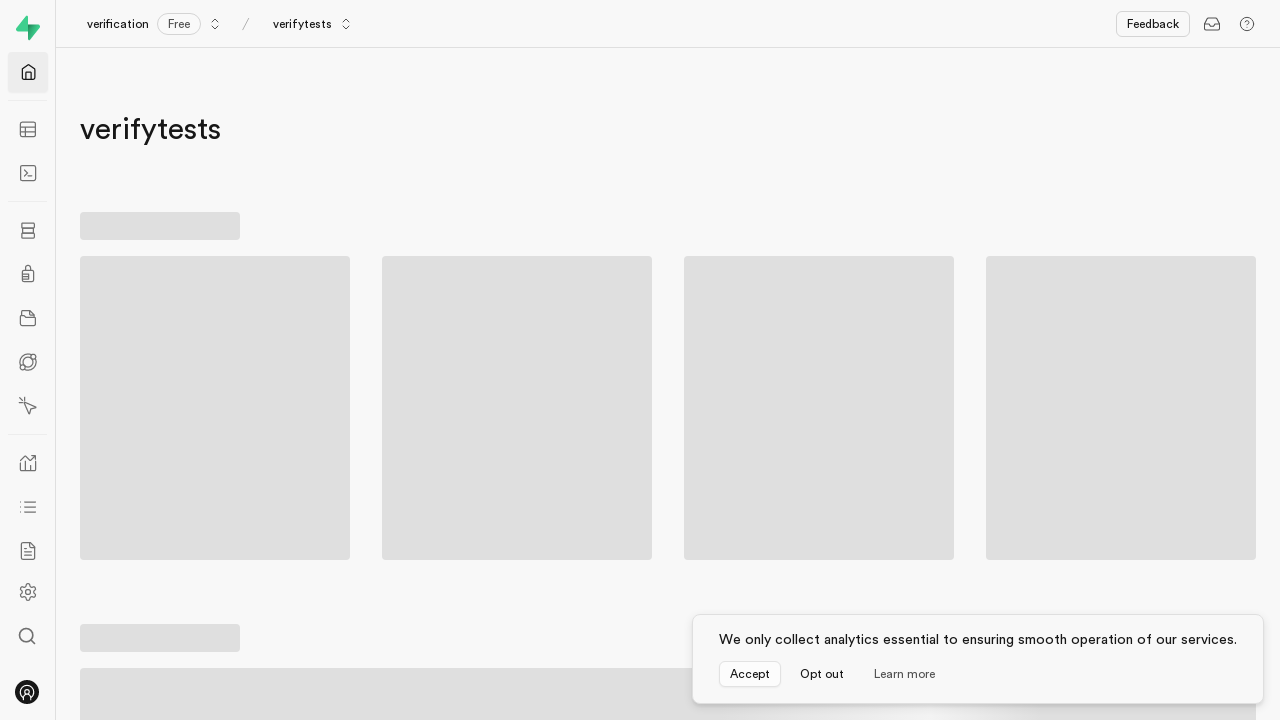 verification Free / verifytests Feedback
verifytests
We only collect analytics essential to ensuring smooth operation of our services.
Accept Opt out Learn more